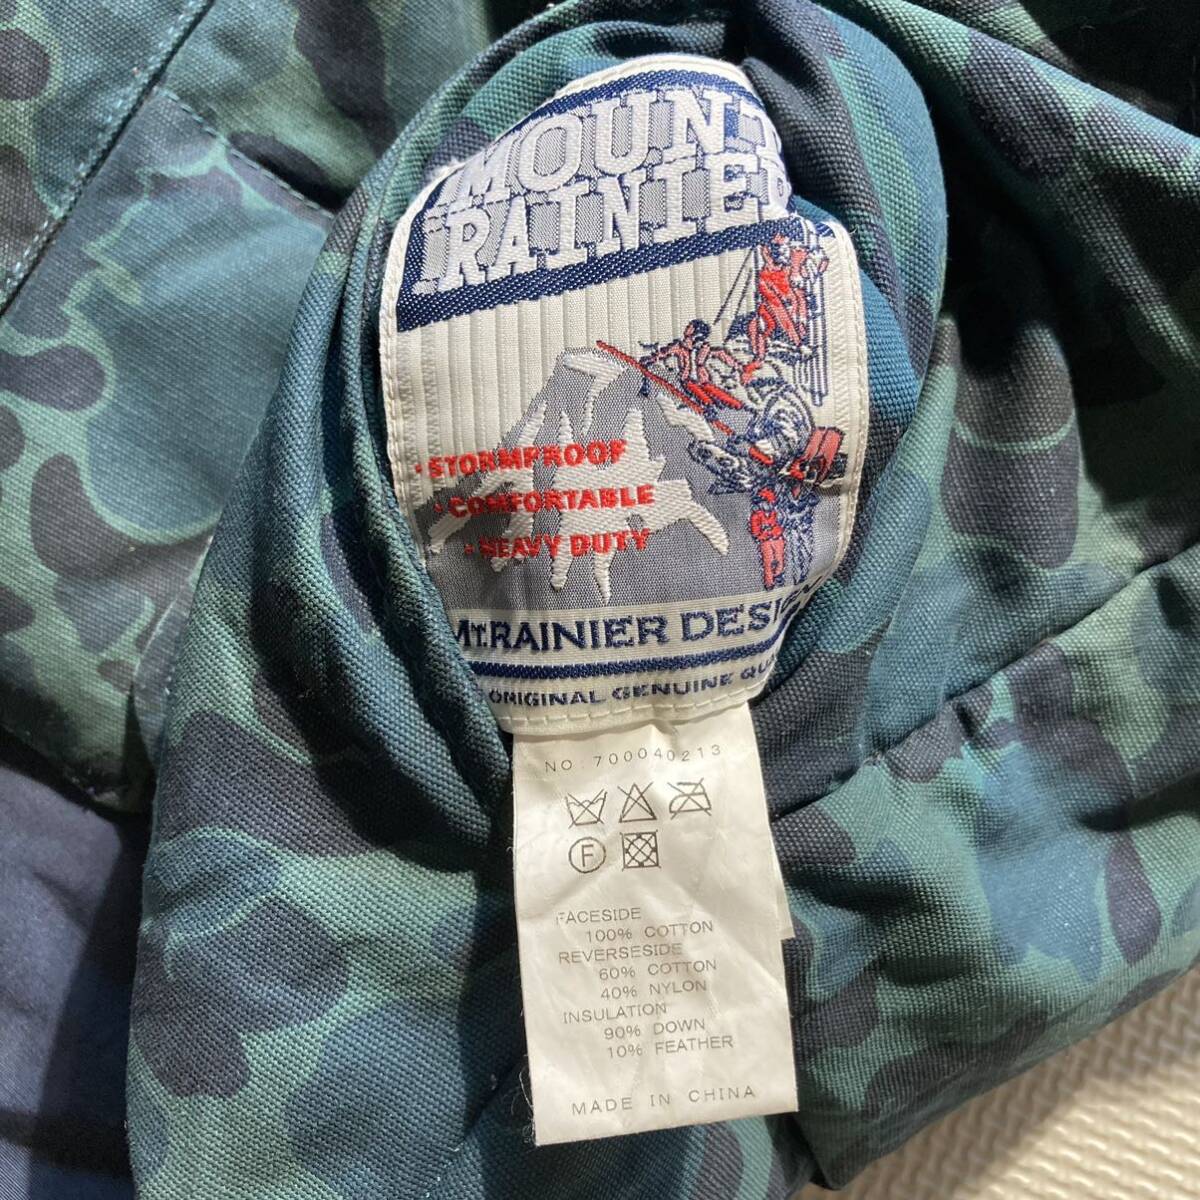 MOUNT
RAINIER
• STORMPROOF
• COMFORTABLE
• HEAVY DUTY
MT.RAINIER DESIGN
ORIGINAL GENUINE
NO.700040213
F
FACESIDE
100% COTTON
REVERSESIDE
60% COTTON
40% NYLON
INSULATION
90% DOWN
10% FEATHER
MADE IN CHINA